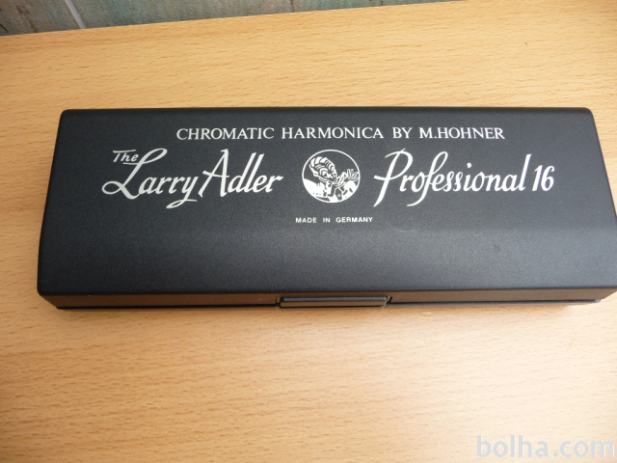 CHROMATIC HARMONICA BY M.HOHNER
The Larry Adler Professional 16
MADE IN GERMANY
bolha.com